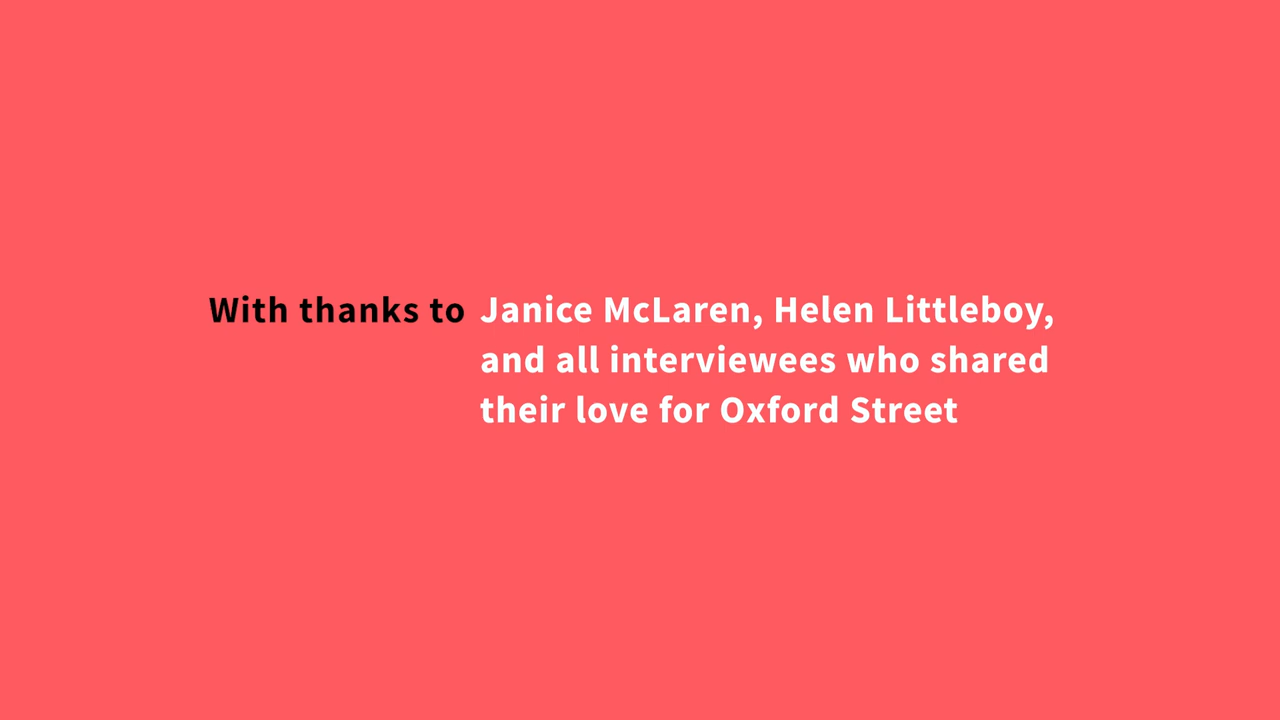 With thanks to Janice McLaren, Helen Littleboy,
and all interviewees who shared
their love for Oxford Street